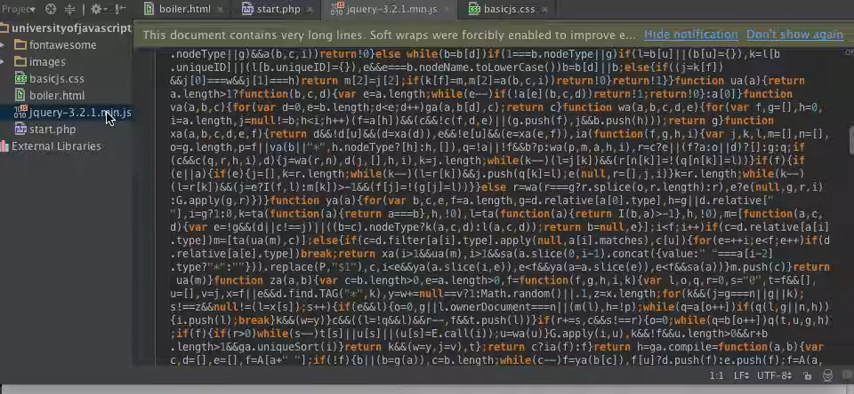 Project
boiler.html
start.php
jquery-3.2.1.min.js
basicjs.css
universityofjavascript
fontawesome
images
basicjs.css
boiler.html
jquery-3.2.1.min.js
start.php
External Libraries
This document contains very long lines. Soft wraps were forcibly enabled to improve e... Hide notification Don't show again
.nodeType||g)&&a(b,c,i))return!0}else while(b=b[d])if(1===b.nodeType||g)if(l=b[u]||(b[u]={}),k=l[b
.uniqueID]||(l[b.uniqueID]={}),e&&e===b.nodeName.toLowerCase())b=b[d]||b;else{if((j=k[f])
&&j[0]===w&&j[1]===h)return m[2]=j[2];if(k[f]=m,m[2]=a(b,c,i))return!0}return!1}}function ua(a){return
a.length>1?function(b,c,d){var e=a.length;while(e--)if(!a[e](b,c,d))return!1;return!0}:a[0]}function
va(a,b,c){for(var d=0,e=b.length;d<e;d++)ga(a,b[d],c);return c}function wa(a,b,c,d,e){for(var f,g=[],h=0,
i=a.length,j=null!=b;h<i;h++)(f=a[h])&&(c&&!c(f,d,e)||(g.push(f),j&&b.push(h)));return g}function
xa(a,b,c,d,e,f){return d&&!d[u]&&(d=xa(d)),e&&!e[u]&&(e=xa(e,f)),ia(function(f,g,h,i){var j,k,l,m=[],n=[],
o=g.length,p=f||va(b||"*",h.nodeType?[h]:h,[]),q=!a||!f&&b?p:wa(p,m,a,h,i),r=c?e||(f?a:o||d)?[]:g:q;if
(c&&c(q,r,h,i),d){j=wa(r,n),d(j,[],h,i),k=j.length;while(k--)(l=j[k])&&(r[n[k]]=!(q[n[k]]=l))}if(f){if
(e||a){if(e){j=[],k=r.length;while(k--)(l=r[k])&&j.push(q[k]=l);e(null,r=[],j,i)}k=r.length;while(k--)
(l=r[k])&&(j=e?I(f,l):m[k])>-1&&(f[j]=!(g[j]=l))}}else r=wa(r===g?r.splice(o,r.length):r),e?e(null,g,r,i)
:G.apply(g,r)})}function ya(a){for(var b,c,e,f=a.length,g=d.relative[a[0].type],h=g||d.relative["
"],i=g?1:0,k=ta(function(a){return a===b},h,!0),l=ta(function(a){return I(b,a)>-1},h,!0),m=[function(a,c,
d){var e=!g&&(d||c!==j)||((b=c).nodeType?k(a,c,d):l(a,c,d));return b=null,e}];i<f;i++)if(c=d.relative[a[i]
.type])m=[ta(ua(m),c)];else{if(c=d.filter[a[i].type].apply(null,a[i].matches),c[u]){for(e=++i;e<f;e++)if(d
.relative[a[e].type])break;return xa(i>1&&ua(m),i>1&&sa(a.slice(0,i-1).concat({value:" "===a[i-2]
.type?"*":""})).replace(P,"$1"),c,i<e&&ya(a.slice(i,e)),e<f&&ya(a=a.slice(e)),e<f&&sa(a))}m.push(c)}return
ua(m)}function za(a,b){var c=b.length>0,e=a.length>0,f=function(f,g,h,i,k){var l,o,q,r=0,s="0",t=f&&[],
u=[],v=j,x=f||e&&d.find.TAG("*",k),y=w+=null==v?1:Math.random()||.1,z=x.length;for(k&&(j=g===n||g||k);
s!==z&&null!=(l=x[s]);s++){if(e&&l){o=0,g||l.ownerDocument===n||(m(l),h=!p);while(q=a[o++])if(q(l,g||n,h))
{i.push(l);break}k&&(w=y)}c&&((l=!q&&l)&&r--,f&&t.push(l))}if(r+=s,c&&s!==r){o=0;while(q=b[o++])q(t,u,g,h)
;if(f){if(r>0)while(s--)t[s]||u[s]||(u[s]=E.call(i));u=wa(u)}G.apply(i,u),k&&!f&&u.length>0&&r+b
.length>1&&ga.uniqueSort(i)}return k&&(w=y,j=v),t};return c?ia(f):f}return h=ga.compile=function(a,b){var
c,d=[],e=[],f=A[a+" "];if(!f){b||(b=g(a)),c=b.length;while(c--)f=ya(b[c]),f[u]?d.push(f):e.push(f);f=A(a,
1:1 LF÷ UTF-8÷